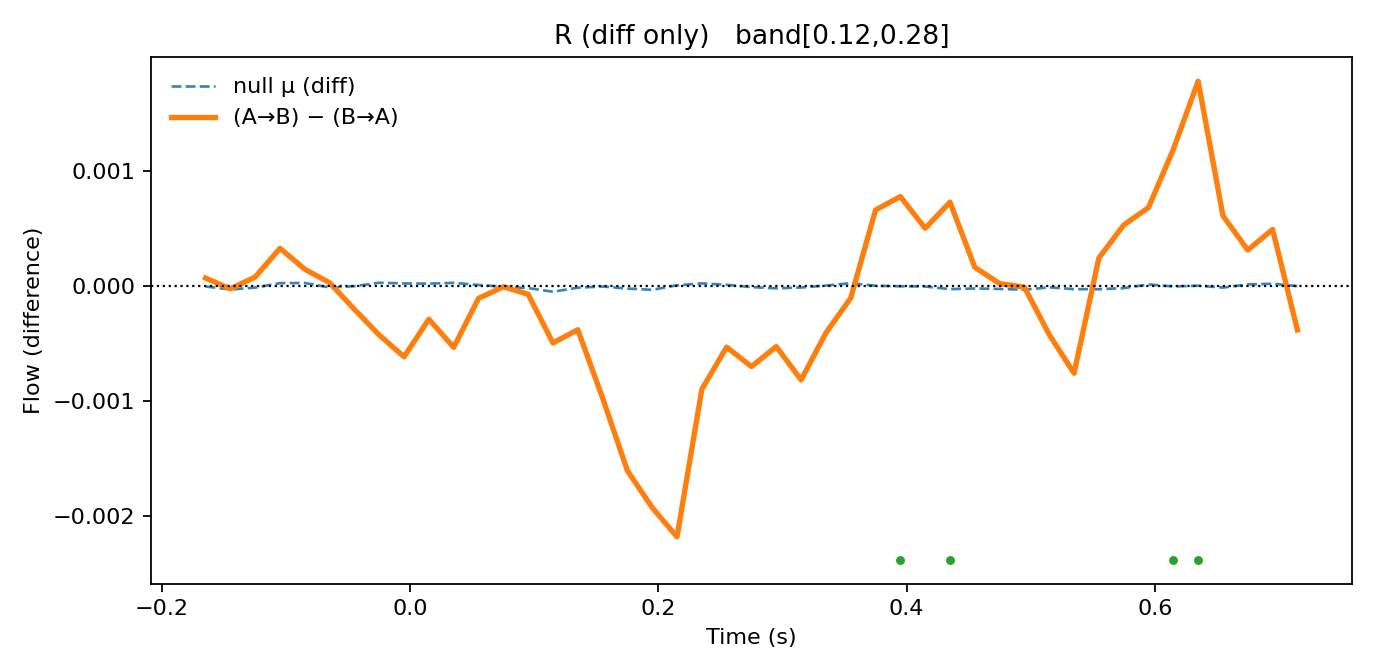 R (diff only)   band[0.12,0.28]
null μ (diff)
(A→B) − (B→A)
0.001
0.000
−0.001
−0.002
Flow (difference)
−0.2
0.0
0.2
0.4
0.6
Time (s)